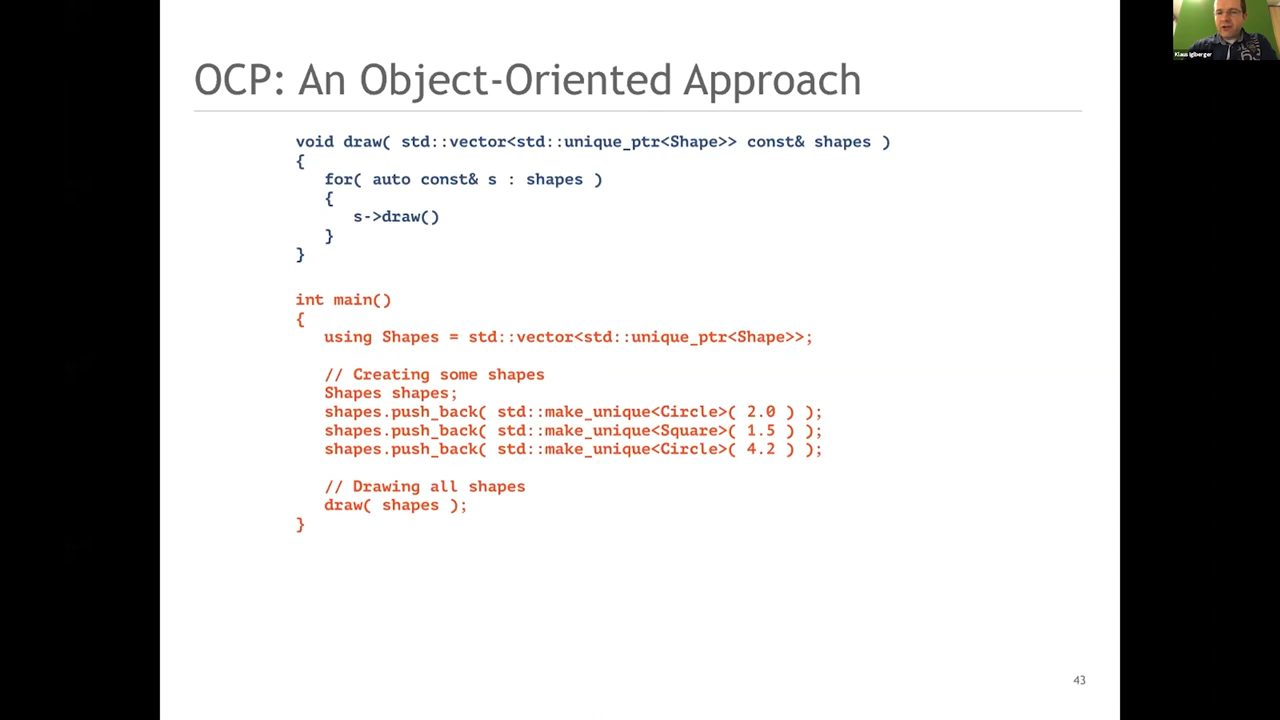 Klaus Iglberger
OCP: An Object-Oriented Approach
void draw( std::vector<std::unique_ptr<Shape>> const& shapes )
{
   for( auto const& s : shapes )
   {
      s->draw()
   }
}
int main()
{
   using Shapes = std::vector<std::unique_ptr<Shape>>;
   // Creating some shapes
   Shapes shapes;
   shapes.push_back( std::make_unique<Circle>( 2.0 ) );
   shapes.push_back( std::make_unique<Square>( 1.5 ) );
   shapes.push_back( std::make_unique<Circle>( 4.2 ) );
   // Drawing all shapes
   draw( shapes );
}
43